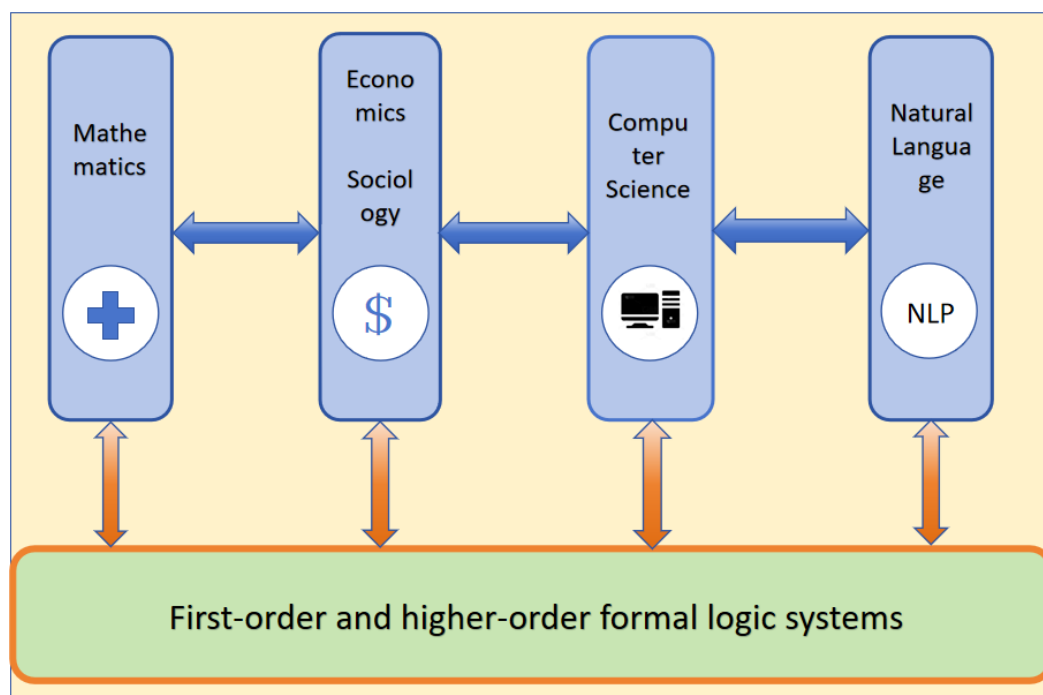 Mathe
matics
Econo
mics
Sociol
ogy
$
Compu
ter
Science
Natural
Langua
ge
NLP
First-order and higher-order formal logic systems